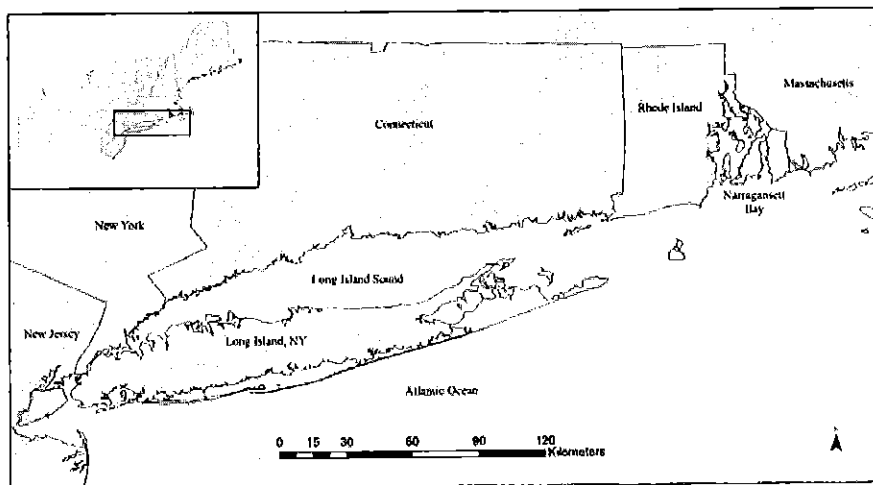 Massachusetts
Rhode Island
Connecticut
Narragansett
Bay
New York
Long Island Sound
New Jersey
Long Island, NY
Atlantic Ocean
0 15 30 60 90 120
Kilometers